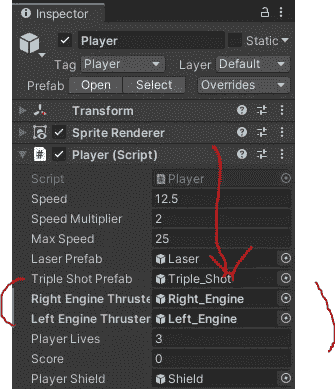 Inspector
Player Static
Tag Player Layer Default
Prefab Open Select Overrides
Transform
Sprite Renderer
# Player (Script)
Script Player
Speed 12.5
Speed Multiplier 2
Max Speed 25
Laser Prefab Laser
Triple Shot Prefab Triple_Shot
Right Engine Thruster Right_Engine
Left Engine Thruster Left_Engine
Player Lives 3
Score 0
Player Shield Shield